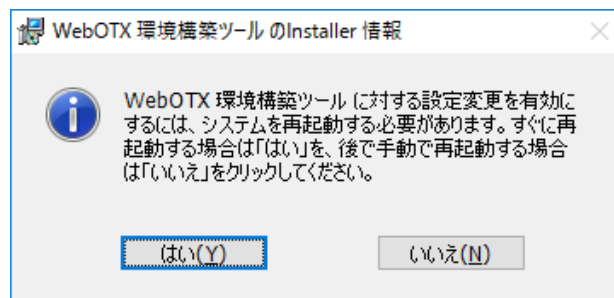 WebOTX 環境構築ツール のInstaller 情報
WebOTX 環境構築ツール に対する設定変更を有効に
するには、システムを再起動する必要があります。すぐに再
起動する場合は「はい」を、後で手動で再起動する場合
は「いいえ」をクリックしてください。
はい(Y)
いいえ(N)